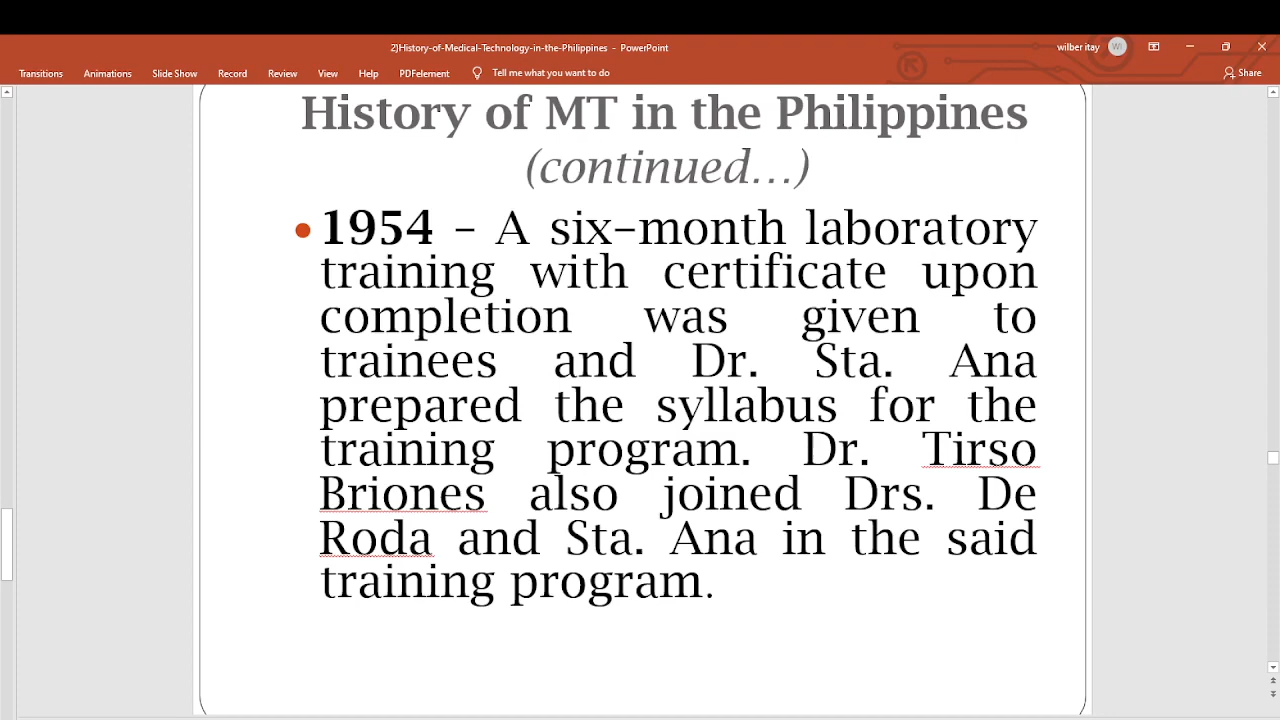 2)History-of-Medical-Technology-in-the-Philippines - PowerPoint
wilber itay
WI
Transitions Animations Slide Show Record Review View Help PDFelement Tell me what you want to do Share
History of MT in the Philippines
(continued...)
• 1954 - A six-month laboratory
training with certificate upon
completion was given to
trainees and Dr. Sta. Ana
prepared the syllabus for the
training program. Dr. Tirso
Briones also joined Drs. De
Roda and Sta. Ana in the said
training program.